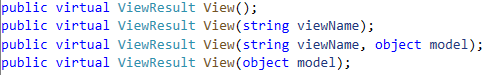 public virtual ViewResult View();
public virtual ViewResult View(string viewName);
public virtual ViewResult View(string viewName, object model);
public virtual ViewResult View(object model);